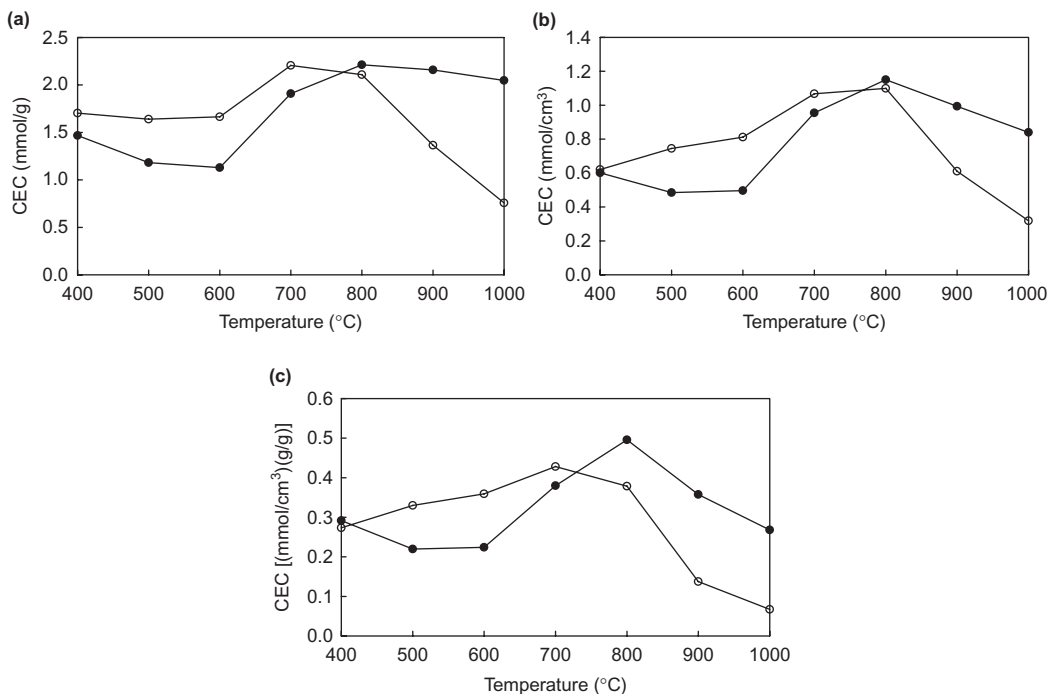 (a)
2.5
2.0
1.5
1.0
0.5
0.0
CEC (mmol/g)
400 500 600 700 800 900 1000
Temperature (°C)
(b)
1.4
1.2
1.0
0.8
0.6
0.4
0.2
0.0
CEC (mmol/cm³)
400 500 600 700 800 900 1000
Temperature (°C)
(c)
0.6
0.5
0.4
0.3
0.2
0.1
0.0
CEC [(mmol/cm³)(g/g)]
400 500 600 700 800 900 1000
Temperature (°C)